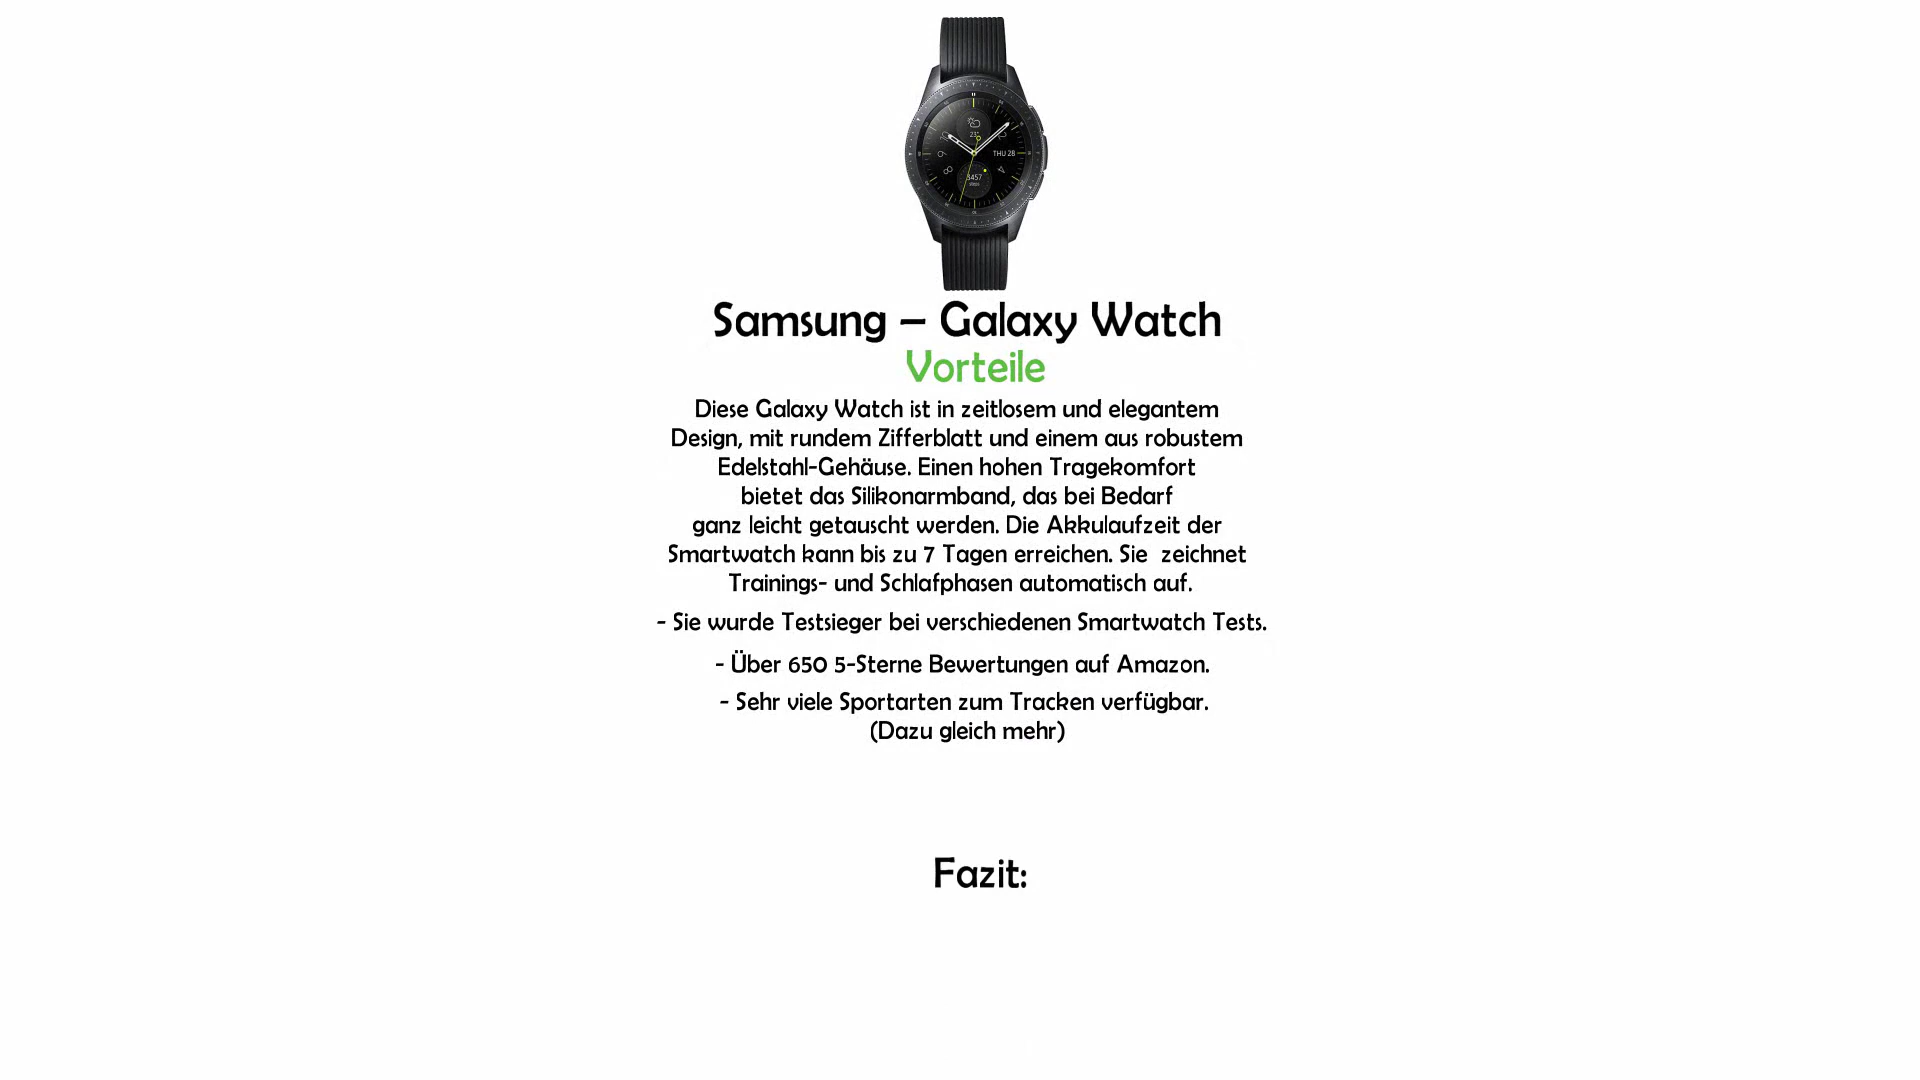 23°
THU 28
3457
Samsung – Galaxy Watch
Vorteile
Diese Galaxy Watch ist in zeitlosem und elegantem
Design, mit rundem Zifferblatt und einem aus robustem
Edelstahl-Gehäuse. Einen hohen Tragekomfort
bietet das Silikonarmband, das bei Bedarf
ganz leicht getauscht werden. Die Akkulaufzeit der
Smartwatch kann bis zu 7 Tagen erreichen. Sie  zeichnet
Trainings- und Schlafphasen automatisch auf.
- Sie wurde Testsieger bei verschiedenen Smartwatch Tests.
- Über 650 5-Sterne Bewertungen auf Amazon.
- Sehr viele Sportarten zum Tracken verfügbar.
(Dazu gleich mehr)
Fazit: